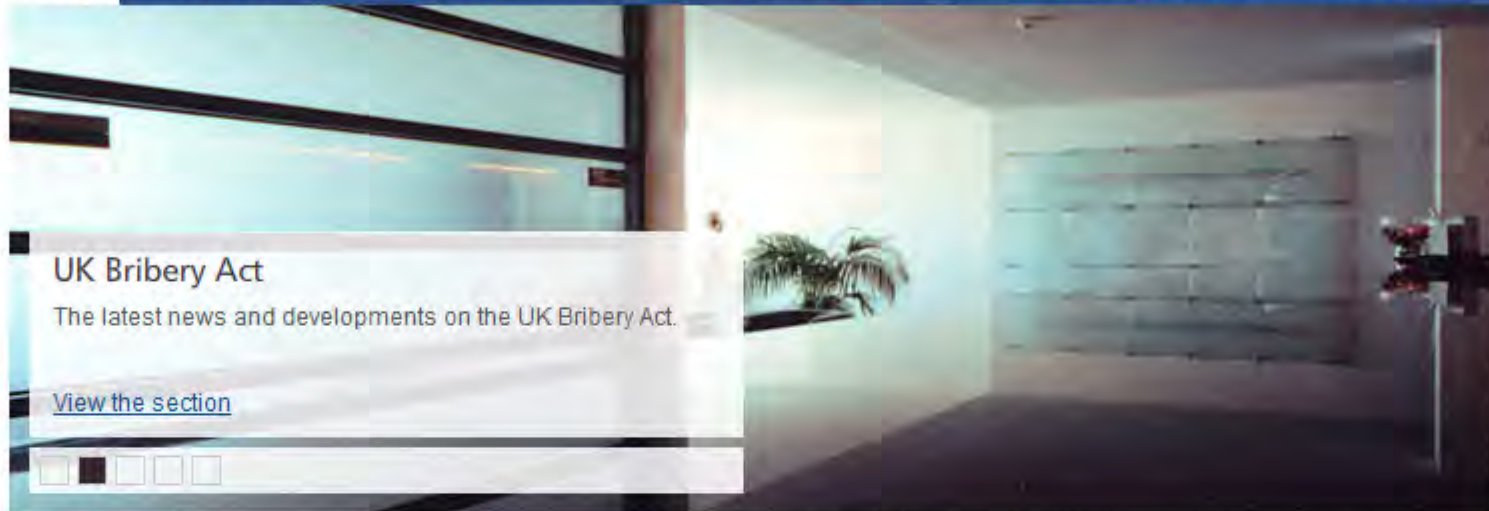 UK Bribery Act
The latest news and developments on the UK Bribery Act.
View the section